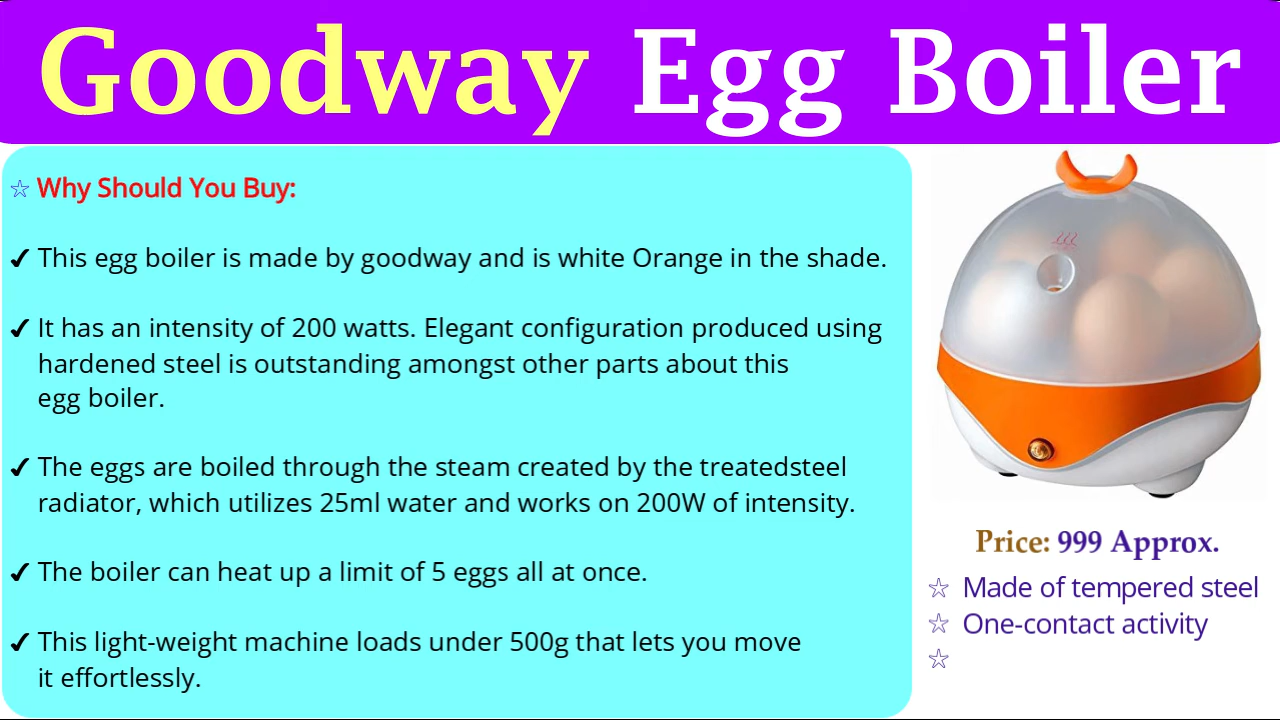 Goodway Egg Boiler
☆ Why Should You Buy:
✔ This egg boiler is made by goodway and is white Orange in the shade.
✔ It has an intensity of 200 watts. Elegant configuration produced using
hardened steel is outstanding amongst other parts about this
egg boiler.
✔ The eggs are boiled through the steam created by the treatedsteel
radiator, which utilizes 25ml water and works on 200W of intensity.
✔ The boiler can heat up a limit of 5 eggs all at once.
✔ This light-weight machine loads under 500g that lets you move
it effortlessly.
Price: 999 Approx.
☆ Made of tempered steel
☆ One-contact activity
☆